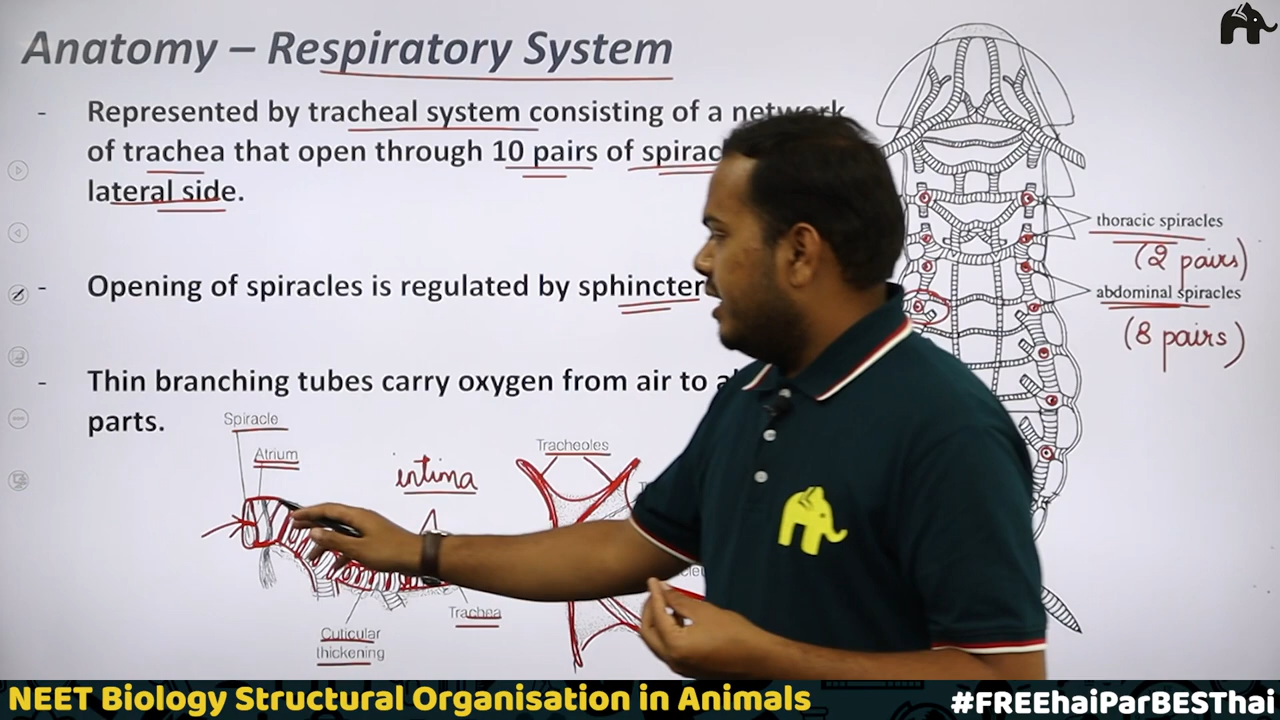 Anatomy – Respiratory System
- Represented by tracheal system consisting of a network
of trachea that open through 10 pairs of spirac
lateral side.
- Opening of spiracles is regulated by sphincter
- Thin branching tubes carry oxygen from air to
parts.
thoracic spiracles
(2 pairs)
abdominal spiracles
(8 pairs)
Spiracle
Atrium
intima
Tracheoles
Trachea
Cuticular
thickening
NEET Biology Structural Organisation in Animals
#FREEhaiParBESThai